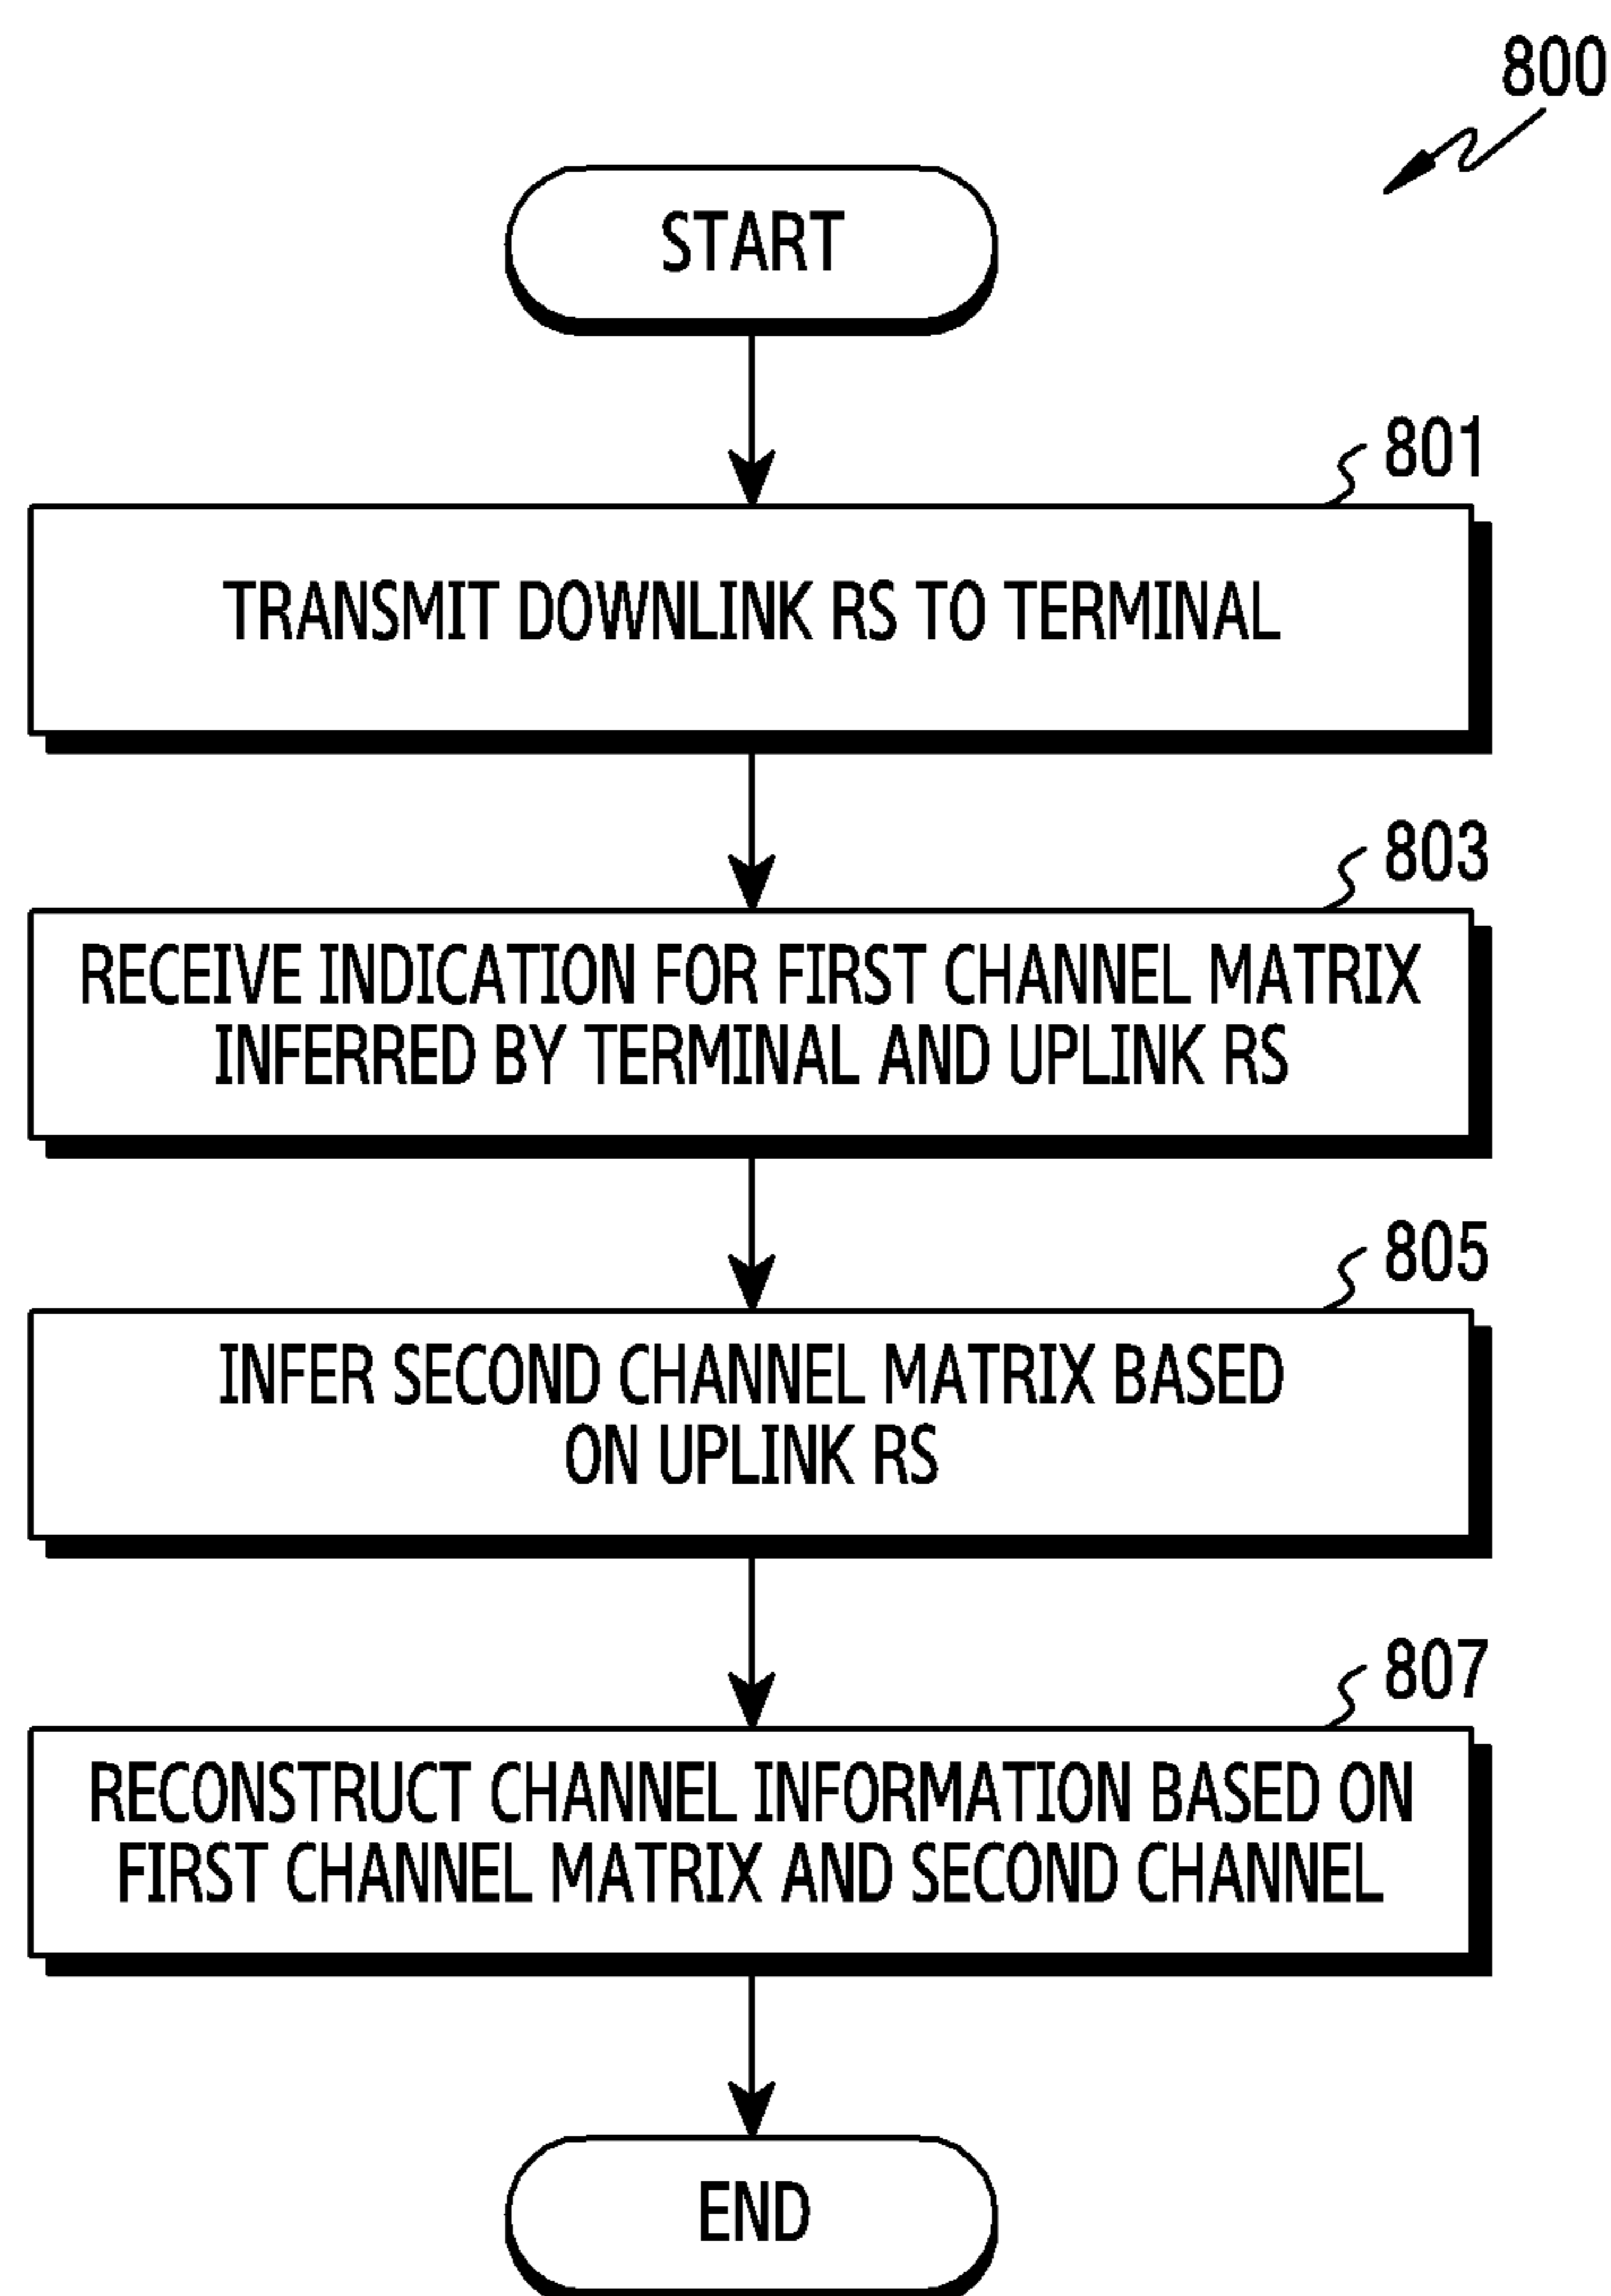 800
START
801
TRANSMIT DOWNLINK RS TO TERMINAL
803
RECEIVE INDICATION FOR FIRST CHANNEL MATRIX
INFERRED BY TERMINAL AND UPLINK RS
805
INFER SECOND CHANNEL MATRIX BASED
ON UPLINK RS
807
RECONSTRUCT CHANNEL INFORMATION BASED ON
FIRST CHANNEL MATRIX AND SECOND CHANNEL
END